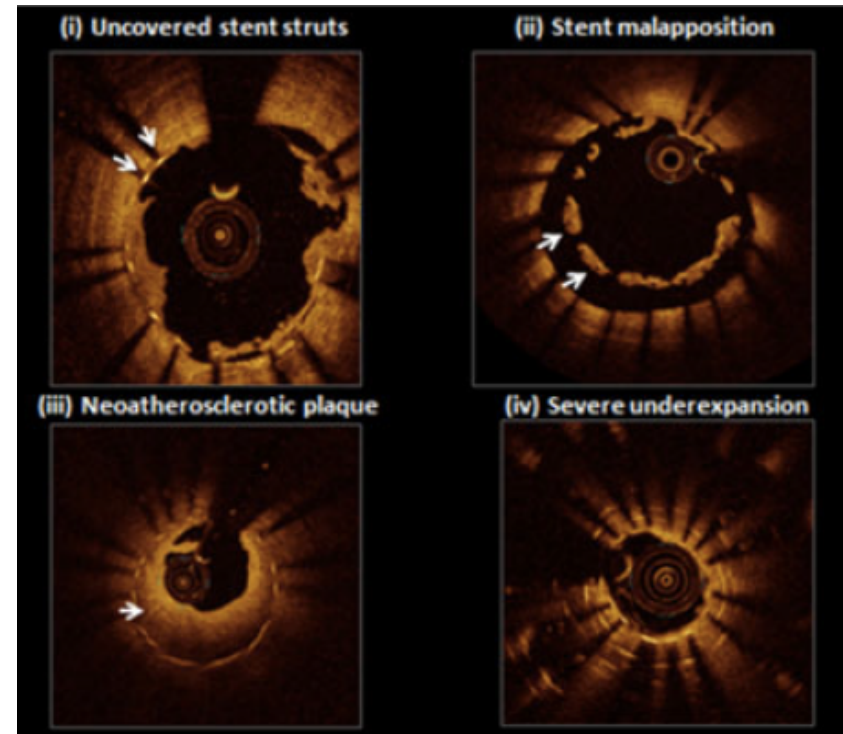 (i) Uncovered stent struts
(ii) Stent malapposition
(iii) Neoatherosclerotic plaque
(iv) Severe underexpansion